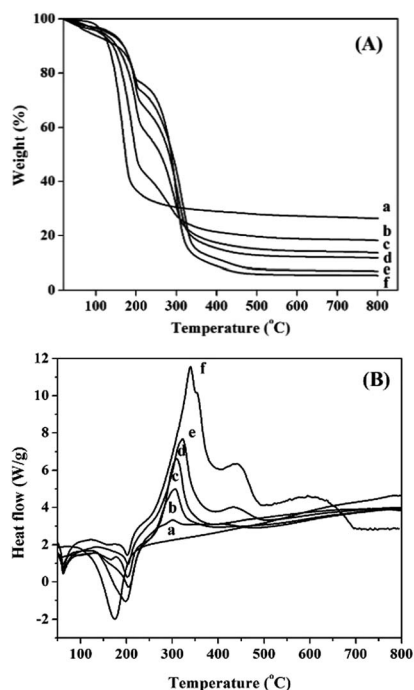 100
(A)
80
60
Weight (%)
40
a
20
b
c
d
e
0
f
100 200 300 400 500 600 700 800
Temperature (°C)
12
f
(B)
10
8
e
d
6
c
Heat flow (W/g)
4
b
a
2
0
-2
100 200 300 400 500 600 700 800
Temperature (°C)